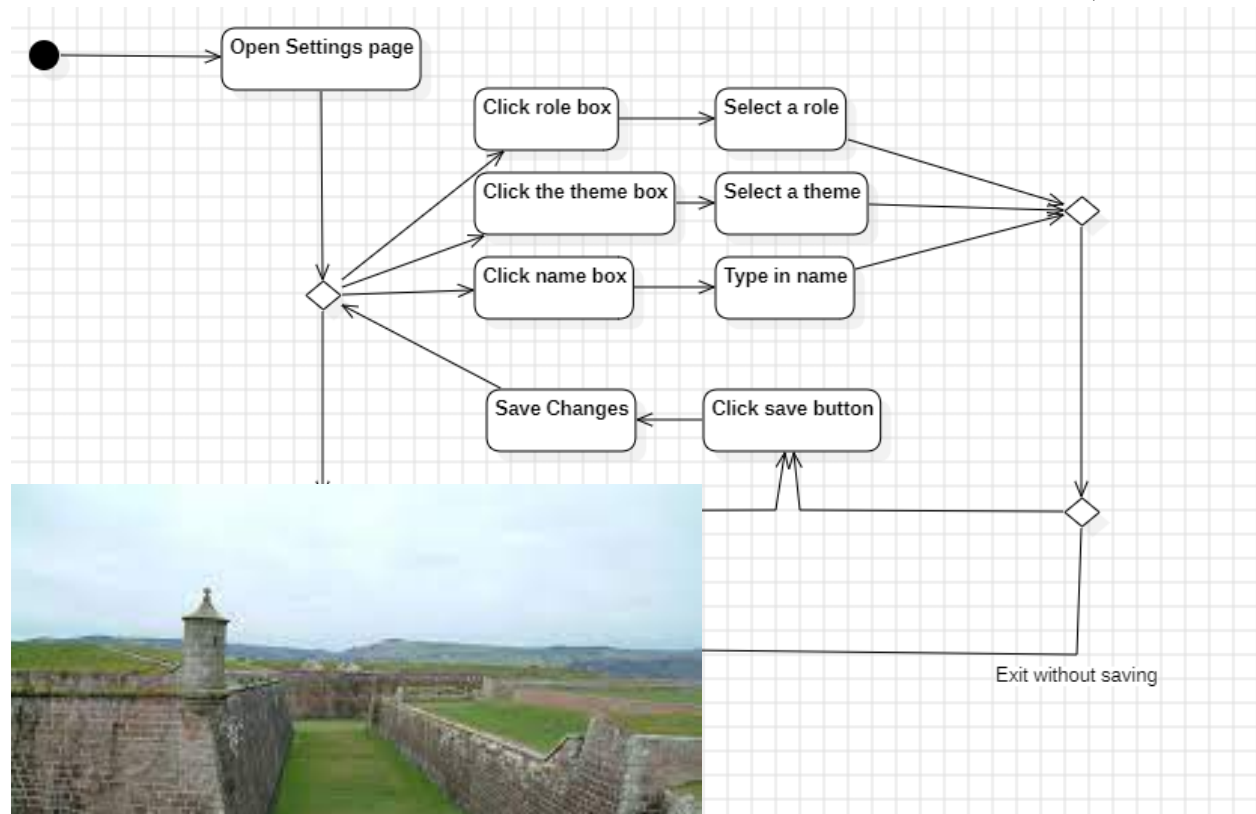 Open Settings page
Click role box
Select a role
Click the theme box
Select a theme
Click name box
Type in name
Save Changes
Click save button
Exit without saving